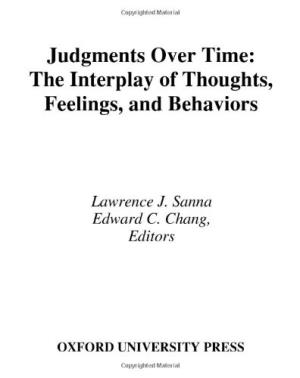 Copyrighted Material
Judgments Over Time:
The Interplay of Thoughts,
Feelings, and Behaviors
Lawrence J. Sanna
Edward C. Chang,
Editors
OXFORD UNIVERSITY PRESS
Copyrighted Material